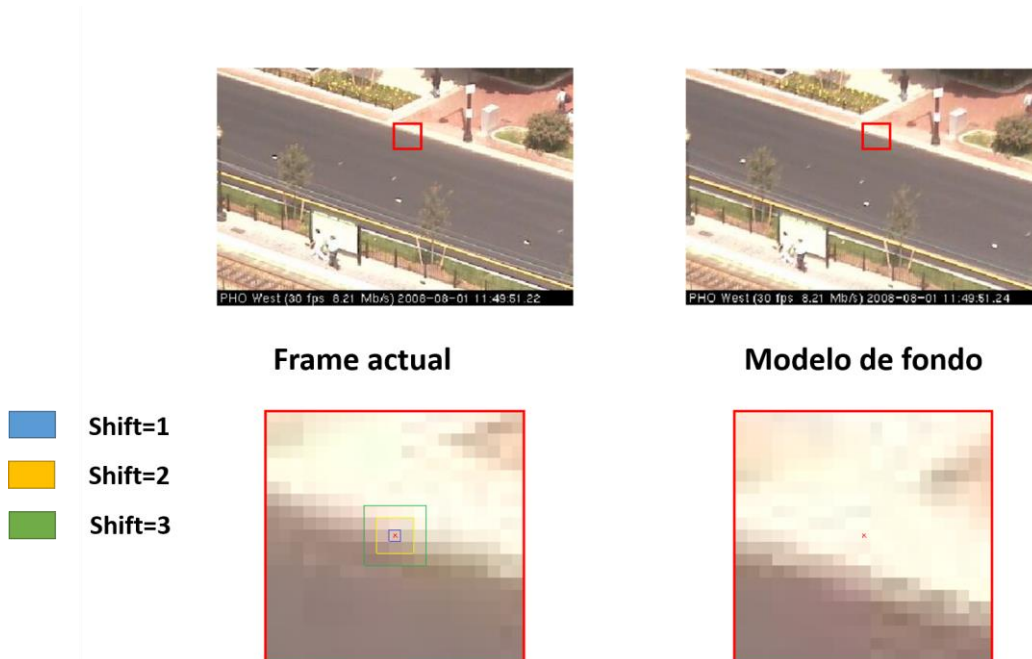 PHO West (30 fps 8.21 Mb/s) 2008-08-01 11:49:51.22
PHO West (30 fps 8.21 Mb/s) 2008-08-01 11:49:51.24
Frame actual
Modelo de fondo
Shift=1
Shift=2
Shift=3